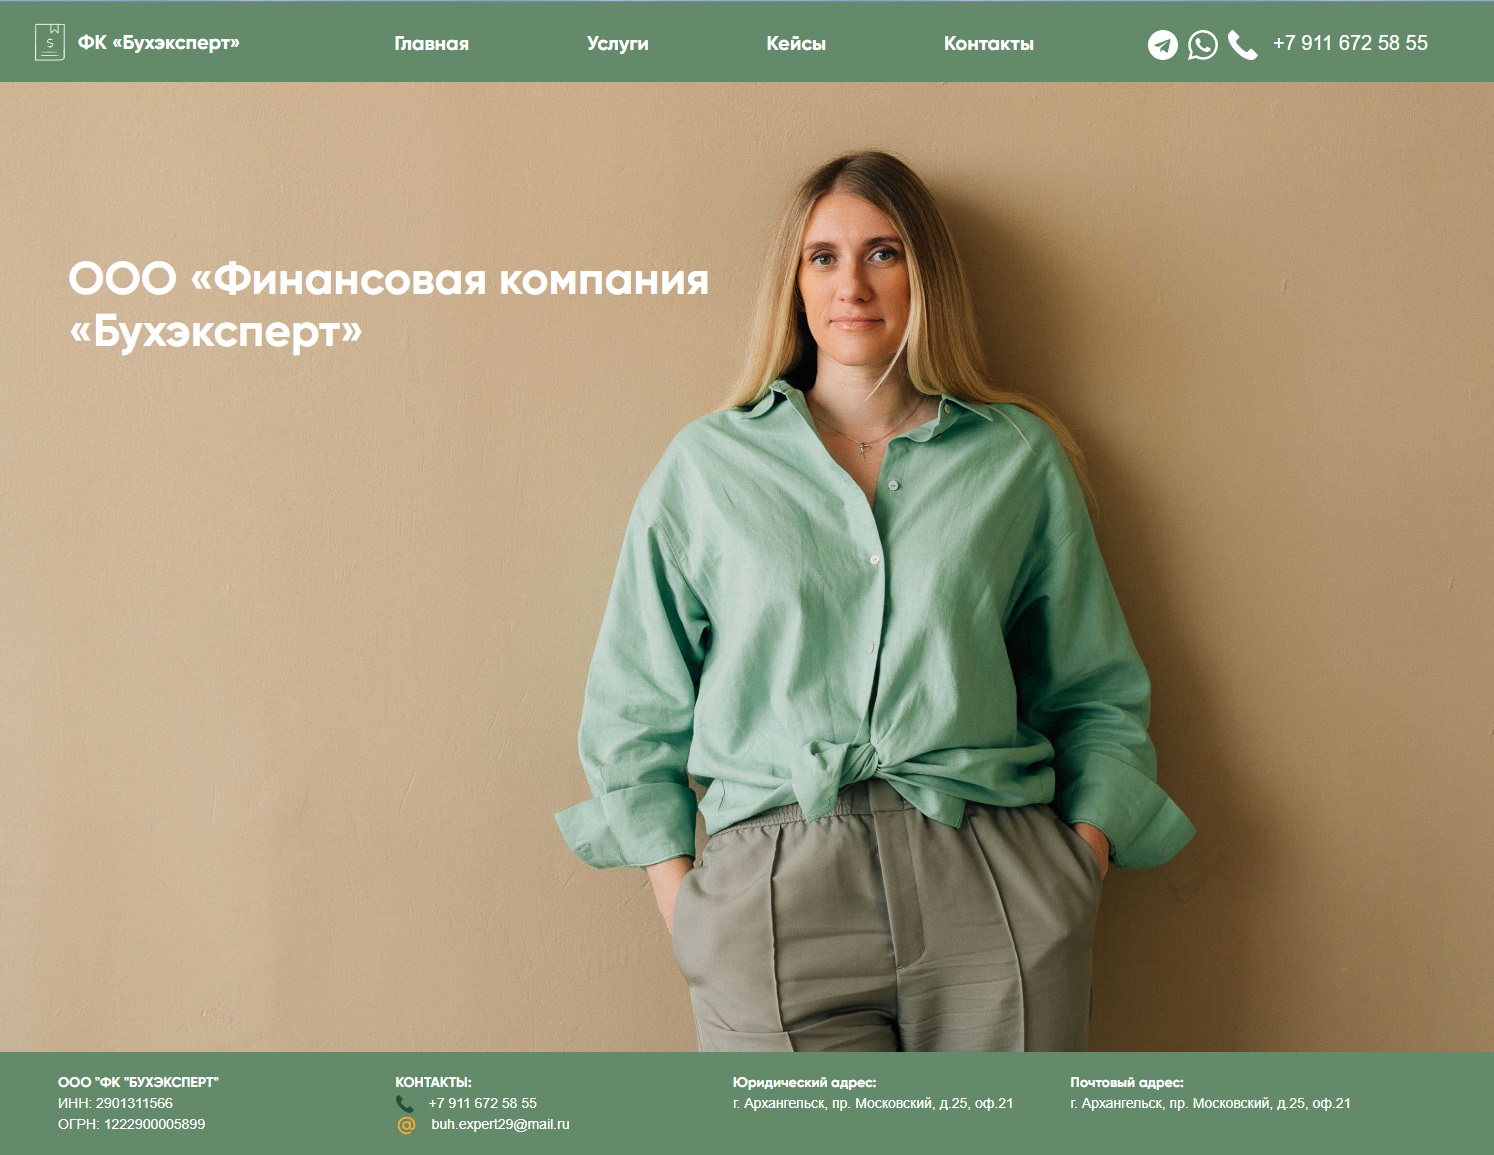 ФК «Бухэксперт»
Главная
Услуги
Кейсы
Контакты
+7 911 672 58 55
ООО «Финансовая компания
«Бухэксперт»
ООО "ФК "БУХЭКСПЕРТ"
ИНН: 2901311566
ОГРН: 1222900005899
КОНТАКТЫ:
+7 911 672 58 55
@ buh.expert29@mail.ru
Юридический адрес:
г. Архангельск, пр. Московский, д.25, оф.21
Почтовый адрес:
г. Архангельск, пр. Московский, д.25, оф.21